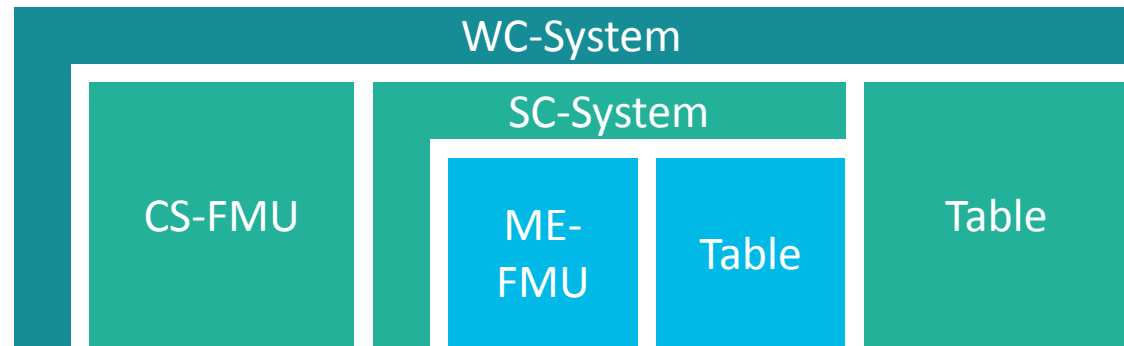 WC-System
SC-System
CS-FMU
ME-
FMU
Table
Table